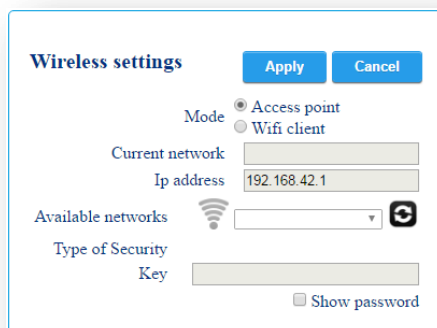 Wireless settings Apply Cancel
Mode Access point
Wifi client
Current network
Ip address 192.168.42.1
Available networks
Type of Security
Key
Show password